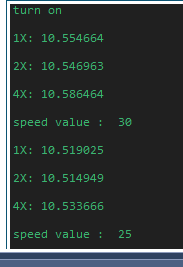 turn on
1X: 10.554664
2X: 10.546963
4X: 10.586464
speed value :  30
1X: 10.519025
2X: 10.514949
4X: 10.533666
speed value :  25